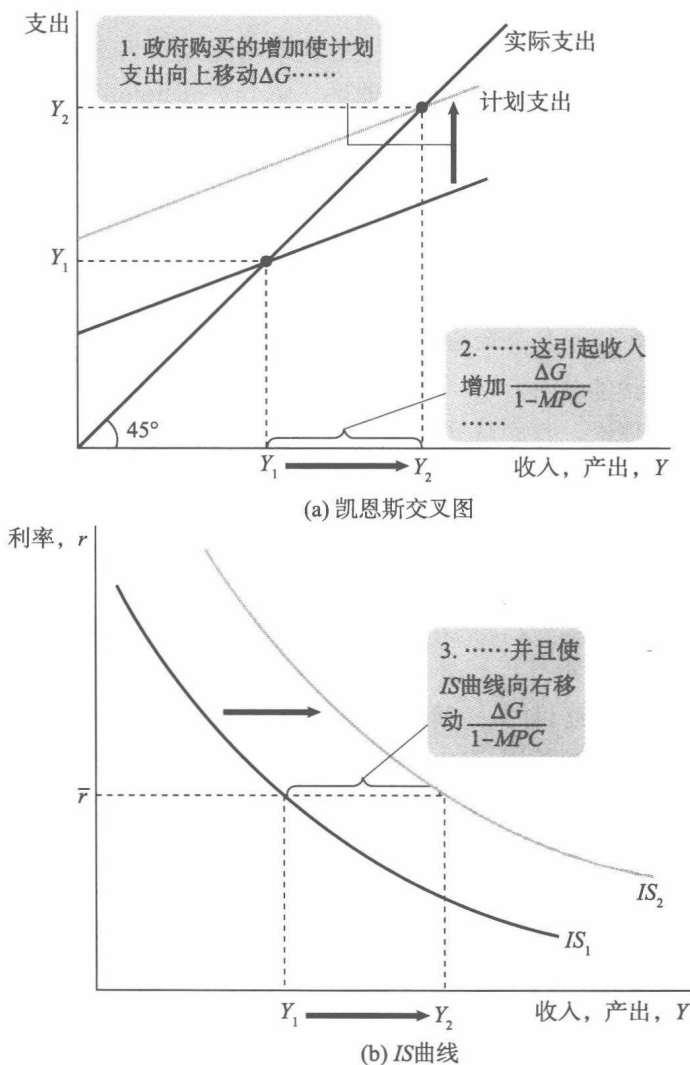 支出
1. 政府购买的增加使计划
支出向上移动ΔG……
实际支出
计划支出
Y₂
Y₁
2. ……这引起收入
增加 ΔG/(1-MPC)
……
45°
Y₁
Y₂
收入，产出，Y
(a) 凯恩斯交叉图
利率，r
3. ……并且使
IS曲线向右移
动 ΔG/(1-MPC)
r̄
IS₂
IS₁
Y₁
Y₂
收入，产出，Y
(b) IS曲线